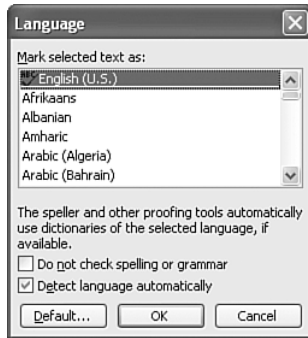 Language
Mark selected text as:
ABC English (U.S.)
Afrikaans
Albanian
Amharic
Arabic (Algeria)
Arabic (Bahrain)
The speller and other proofing tools automatically
use dictionaries of the selected language, if
available.
Do not check spelling or grammar
Detect language automatically
Default... OK Cancel